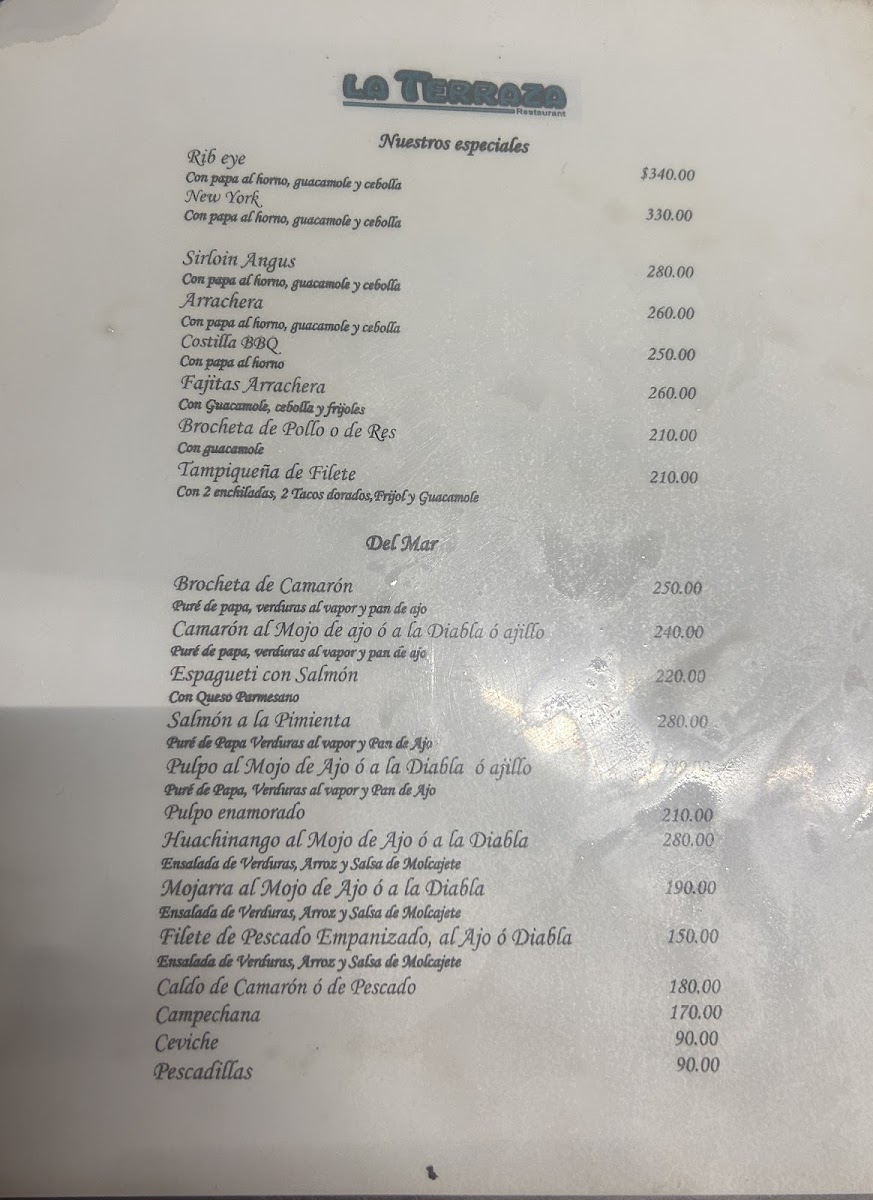 LA TERRAZA
Restaurant
Nuestros especiales
Rib eye $340.00
Con papa al horno, guacamole y cebolla
New York 330.00
Con papa al horno, guacamole y cebolla
Sirloin Angus 280.00
Con papa al horno, guacamole y cebolla
Arrachera 260.00
Con papa al horno, guacamole y cebolla
Costilla BBQ 250.00
Con papa al horno
Fajitas Arrachera 260.00
Con Guacamole, cebolla y frijoles
Brocheta de Pollo o de Res 210.00
Con guacamole
Tampiqueña de Filete 210.00
Con 2 enchiladas, 2 Tacos dorados,Frijol y Guacamole
Del Mar
Brocheta de Camarón 250.00
Puré de papa, verduras al vapor y pan de ajo
Camarón al Mojo de ajo ó a la Diabla ó ajillo 240.00
Puré de papa, verduras al vapor y pan de ajo
Espagueti con Salmón 220.00
Con Queso Parmesano
Salmón a la Pimienta 280.00
Puré de Papa Verduras al vapor y Pan de Ajo
Pulpo al Mojo de Ajo ó a la Diabla ó ajillo
Puré de Papa, Verduras al vapor y Pan de Ajo
Pulpo enamorado 210.00
Huachinango al Mojo de Ajo ó a la Diabla 280.00
Ensalada de Verduras, Arroz y Salsa de Molcajete
Mojarra al Mojo de Ajo ó a la Diabla 190.00
Ensalada de Verduras, Arroz y Salsa de Molcajete
Filete de Pescado Empanizado, al Ajo ó Diabla 150.00
Ensalada de Verduras, Arroz y Salsa de Molcajete
Caldo de Camarón ó de Pescado 180.00
Campechana 170.00
Ceviche 90.00
Pescadillas 90.00
1